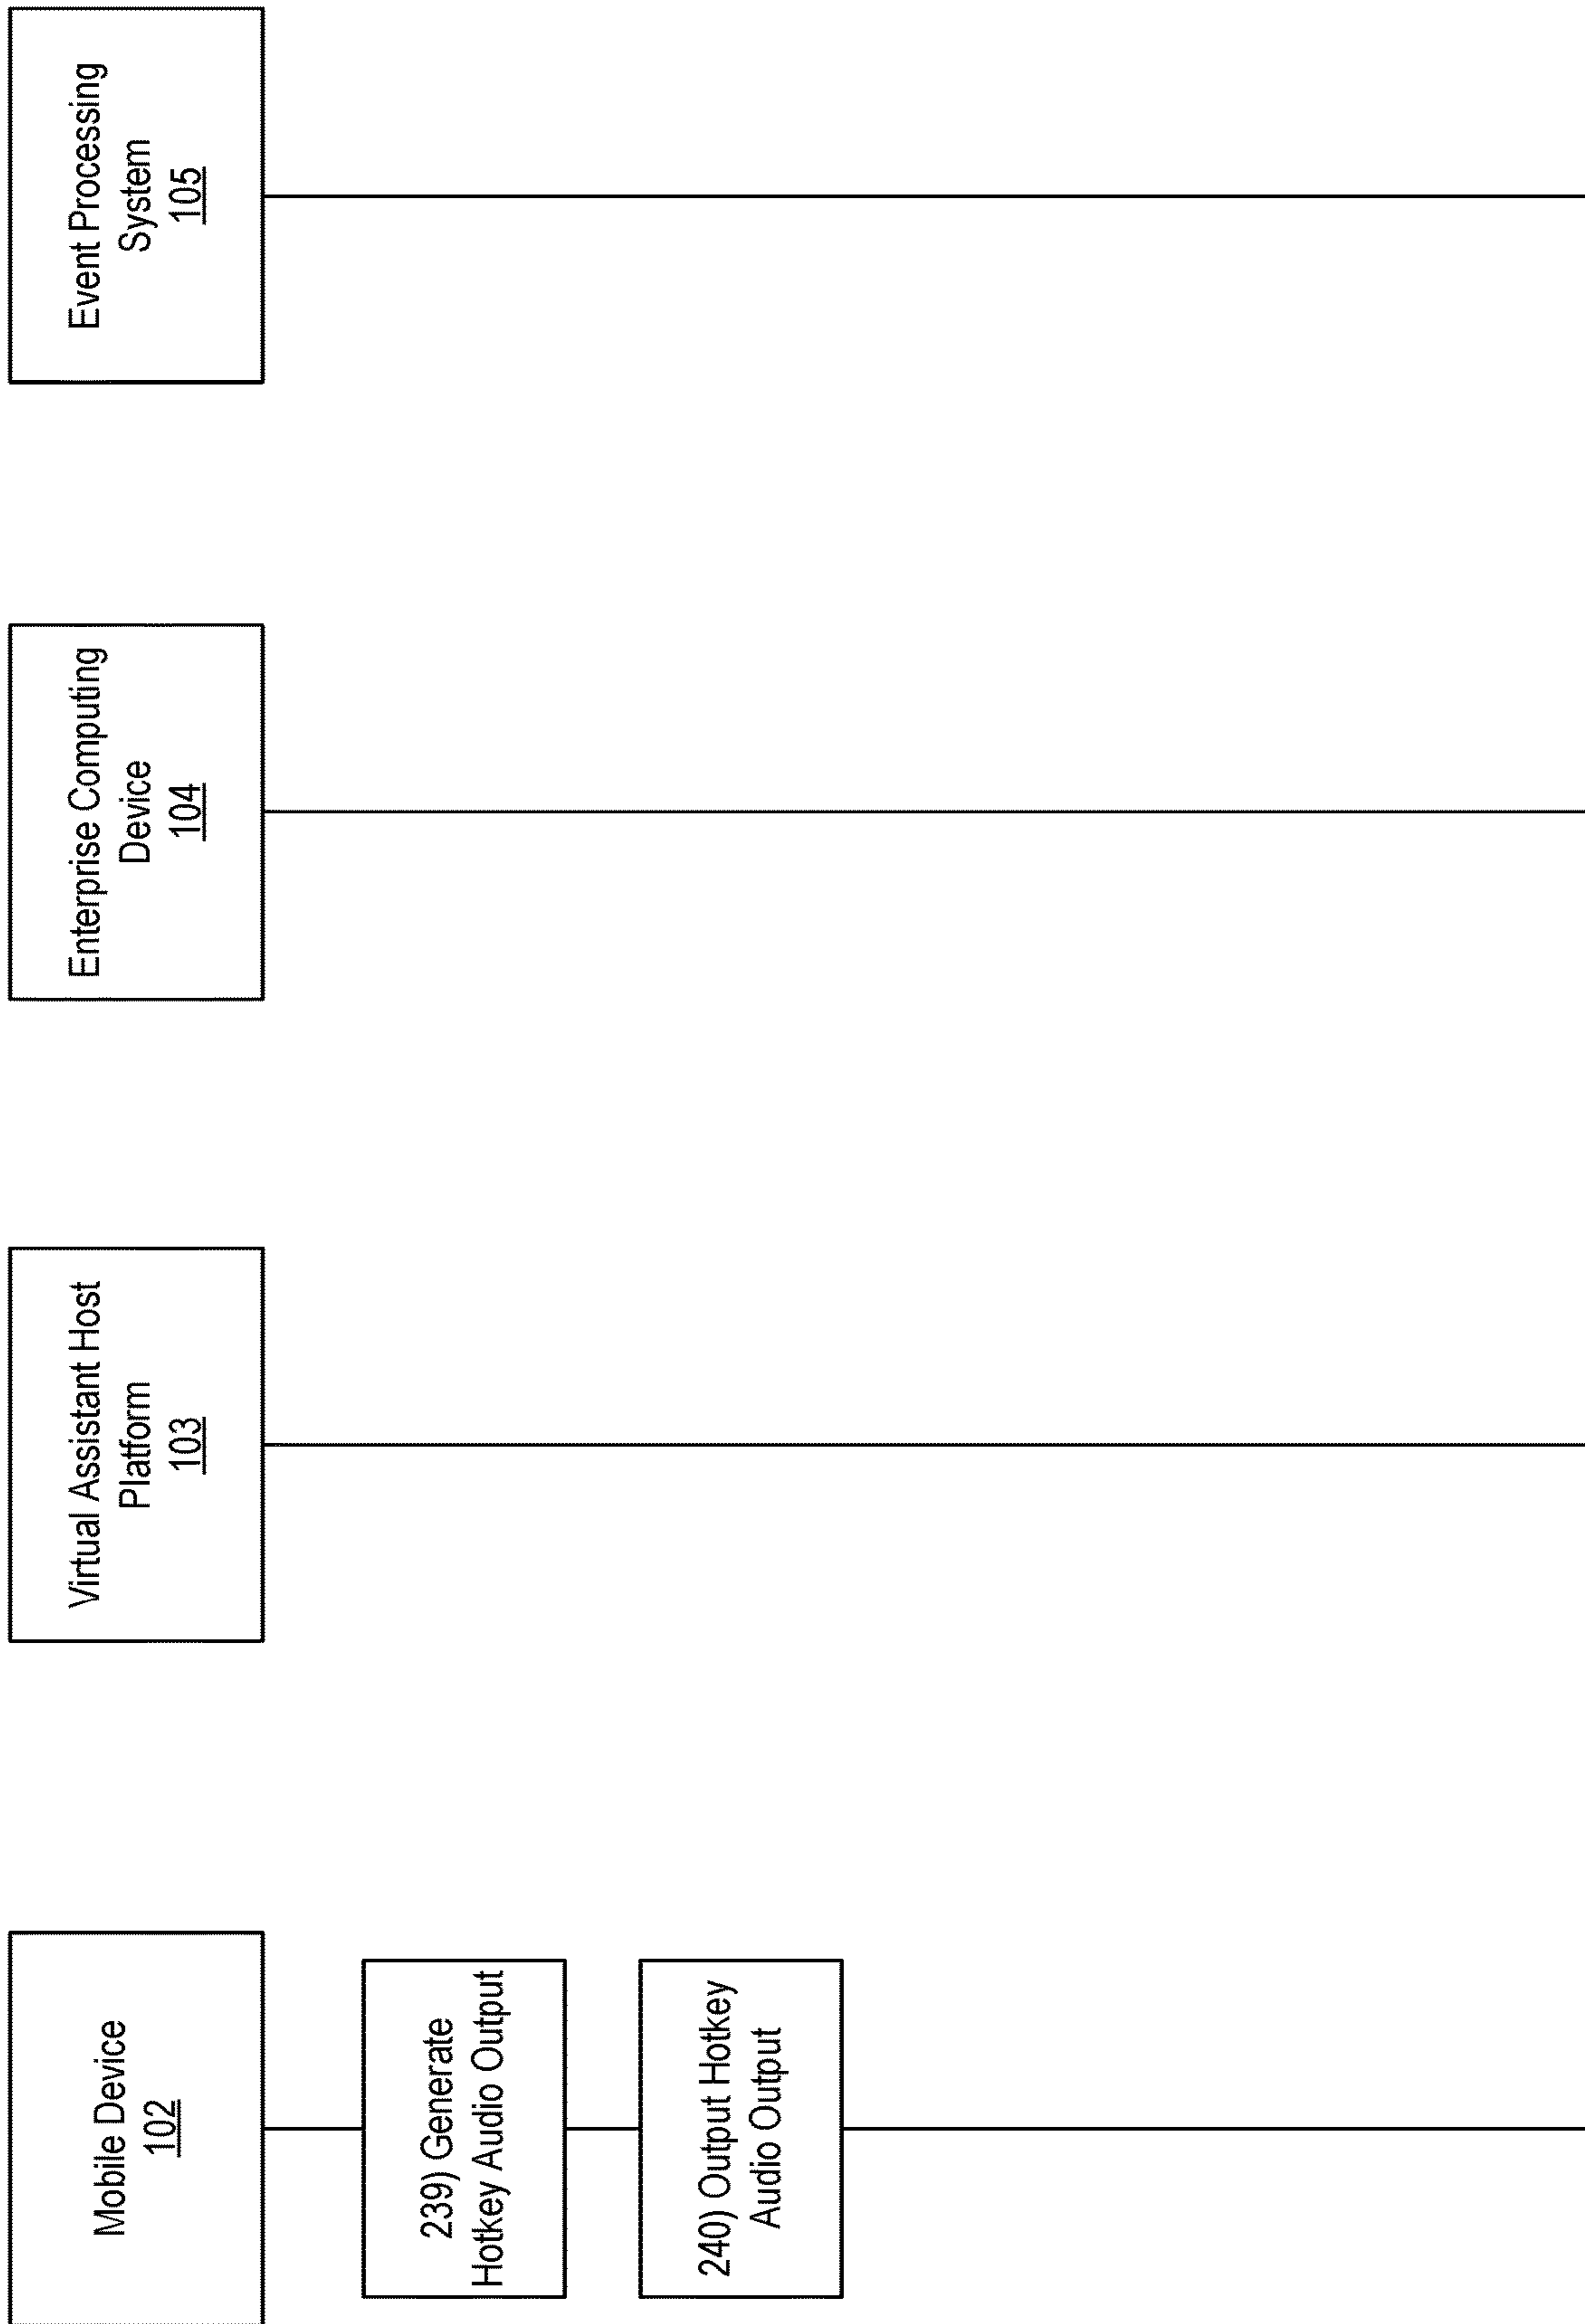 Mobile Device
102
Virtual Assistant Host
Platform
103
Enterprise Computing
Device
104
Event Processing
System
105
239) Generate
Hotkey Audio Output
240) Output Hotkey
Audio Output